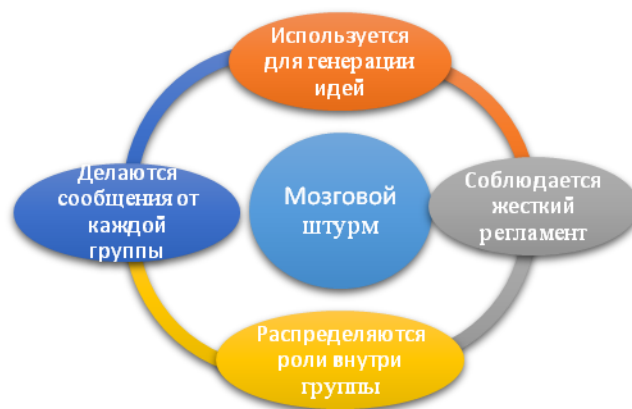 Используется
для генерации
идей
Делаются
сообщения от
каждой
группы
Мозговой
штурм
Соблюдается
жесткий
регламент
Распределяются
роли внутри
группы